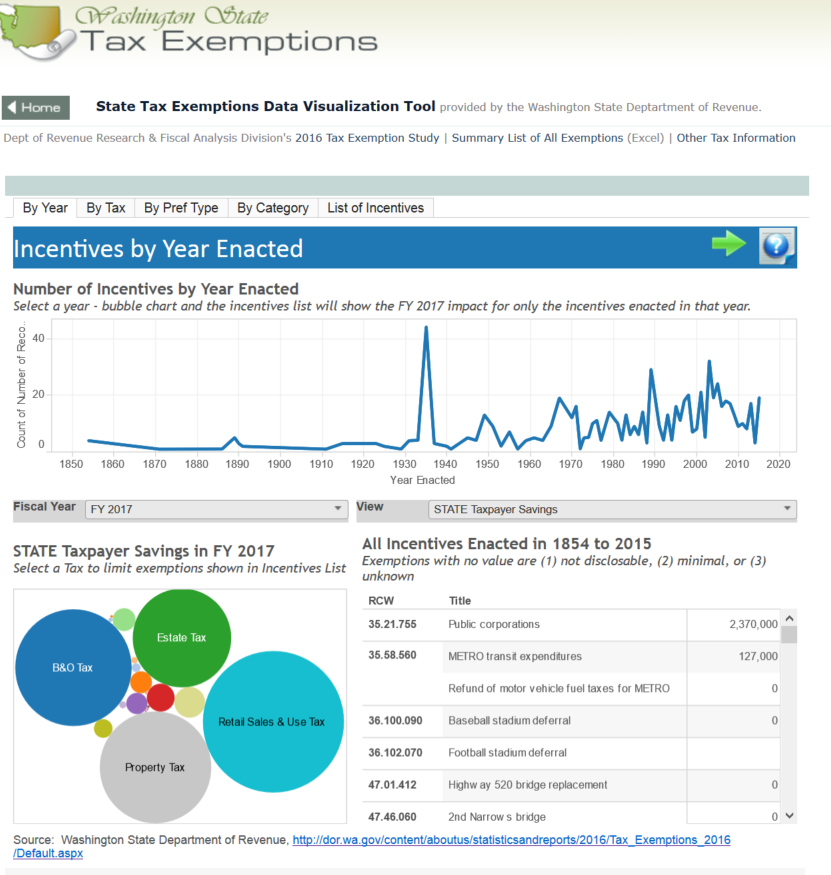 Washington State
Tax Exemptions
Home
State Tax Exemptions Data Visualization Tool provided by the Washington State Deptartment of Revenue.
Dept of Revenue Research & Fiscal Analysis Division's 2016 Tax Exemption Study | Summary List of All Exemptions (Excel) | Other Tax Information
By Year By Tax By Pref Type By Category List of Incentives
Incentives by Year Enacted
?
Number of Incentives by Year Enacted
Select a year - bubble chart and the incentives list will show the FY 2017 impact for only the incentives enacted in that year.
Count of Number of Reco..
40
20
0
1850 1860 1870 1880 1890 1900 1910 1920 1930 1940 1950 1960 1970 1980 1990 2000 2010 2020
Year Enacted
Fiscal Year FY 2017 View STATE Taxpayer Savings
STATE Taxpayer Savings in FY 2017
Select a Tax to limit exemptions shown in Incentives List
Estate Tax
B&O Tax
Retail Sales & Use Tax
Property Tax
All Incentives Enacted in 1854 to 2015
Exemptions with no value are (1) not disclosable, (2) minimal, or (3)
unknown
RCW Title
35.21.755 Public corporations 2,370,000
35.58.560 METRO transit expenditures 127,000
Refund of motor vehicle fuel taxes for METRO 0
36.100.090 Baseball stadium deferral 0
36.102.070 Football stadium deferral
47.01.412 Highway 520 bridge replacement 0
47.46.060 2nd Narrows bridge 0
Source: Washington State Department of Revenue, http://dor.wa.gov/content/aboutus/statisticsandreports/2016/Tax_Exemptions_2016
/Default.aspx